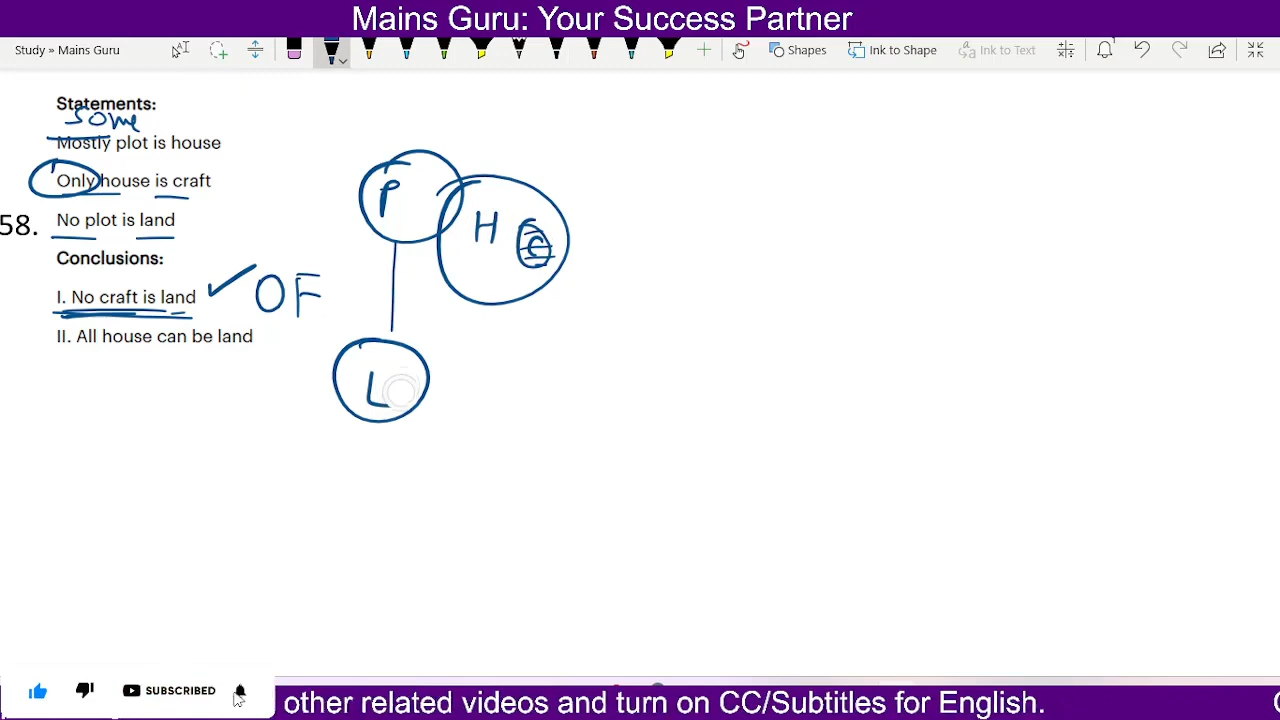 Mains Guru: Your Success Partner
Study » Mains Guru
Shapes
Ink to Shape
Ink to Text
Statements:
some
Mostly plot is house
Only house is craft
58.
No plot is land
Conclusions:
I. No craft is land
OF
II. All house can be land
P
H
C
L
SUBSCRIBED
other related videos and turn on CC/Subtitles for English.